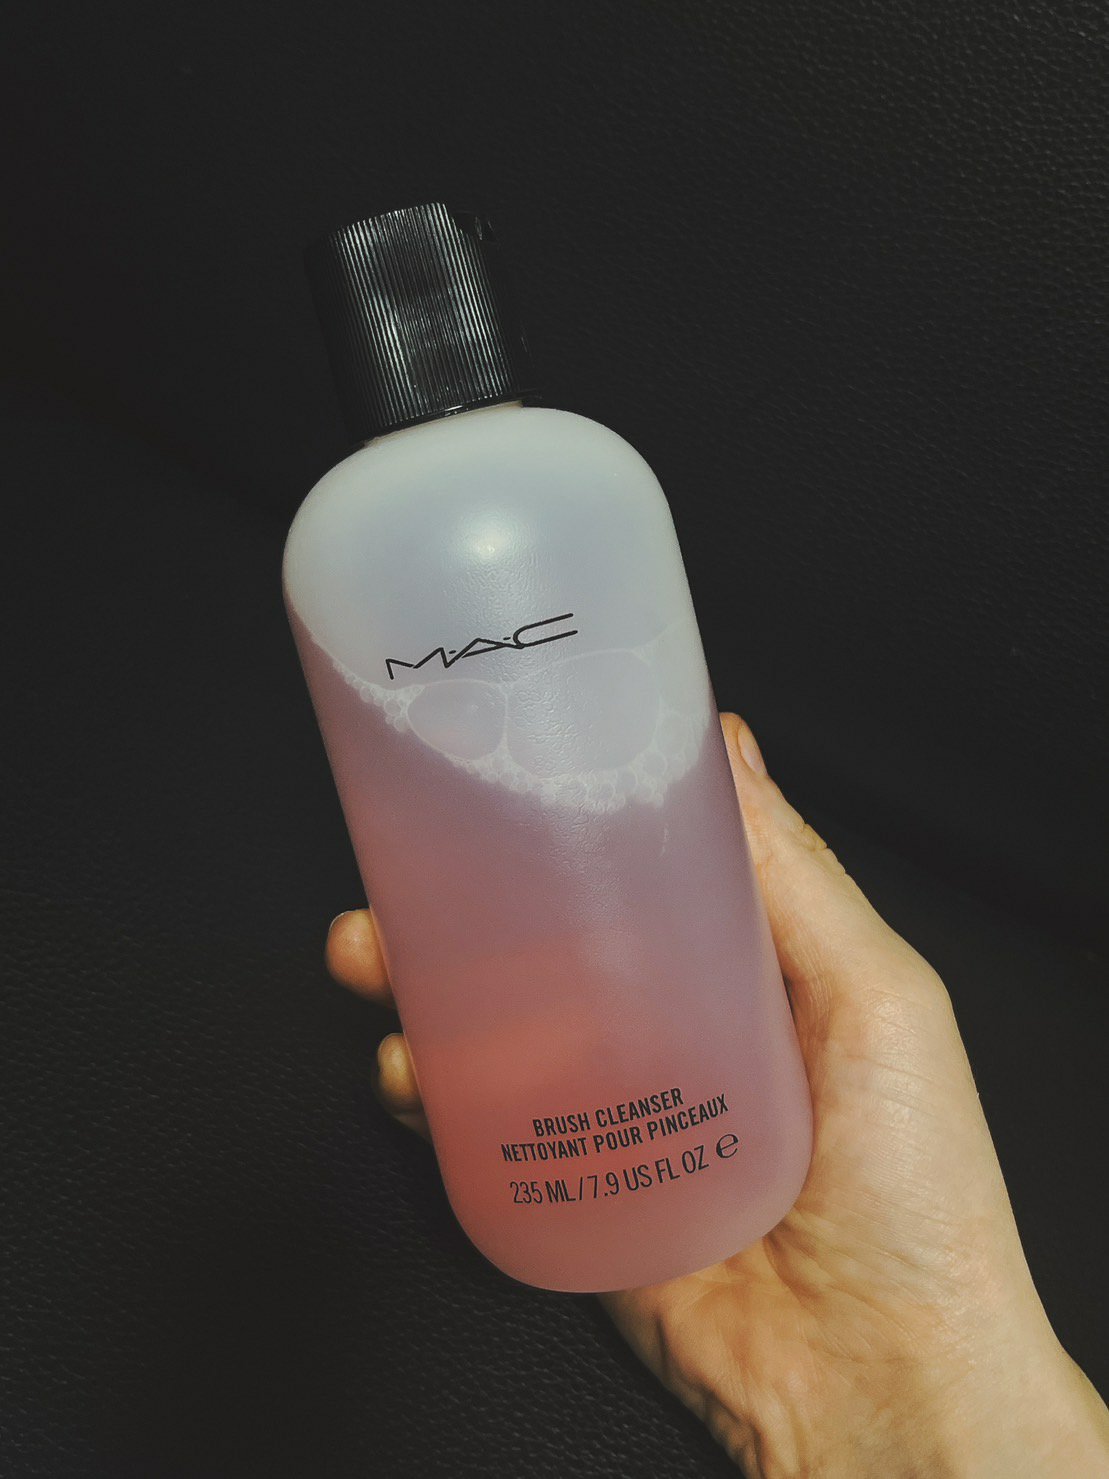 M·A·C
BRUSH CLEANSER
NETTOYANT POUR PINCEAUX
235 ML / 7.9 US FL OZ ℮